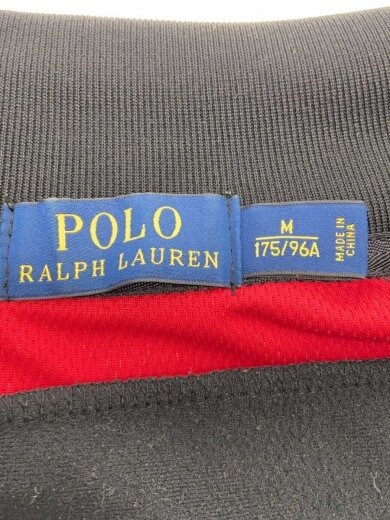 POLO
RALPH LAUREN
M
175/96A
MADE IN
CHINA